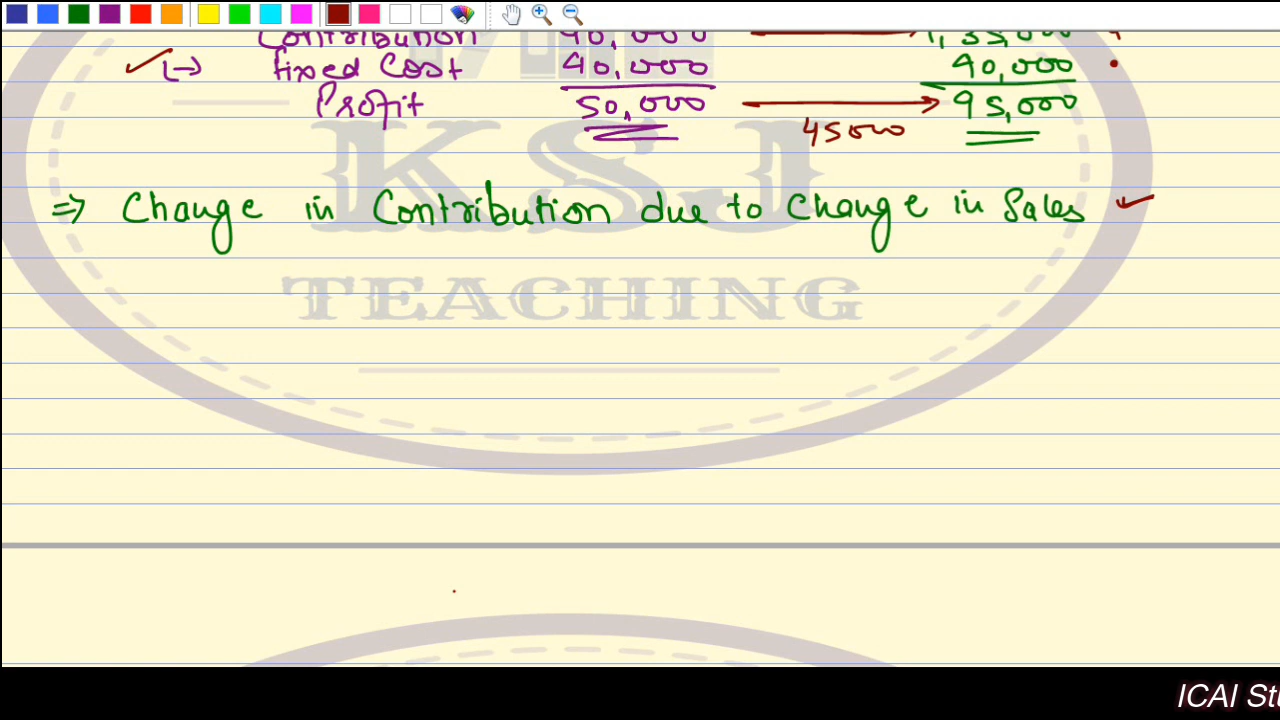 Contribution 90,000 1,35,000
Fixed Cost 40,000 40,000
Profit 50,000 95,000
45000
⇒ Change in Contribution due to Change in Sales
KSJ
TEACHING
ICAI